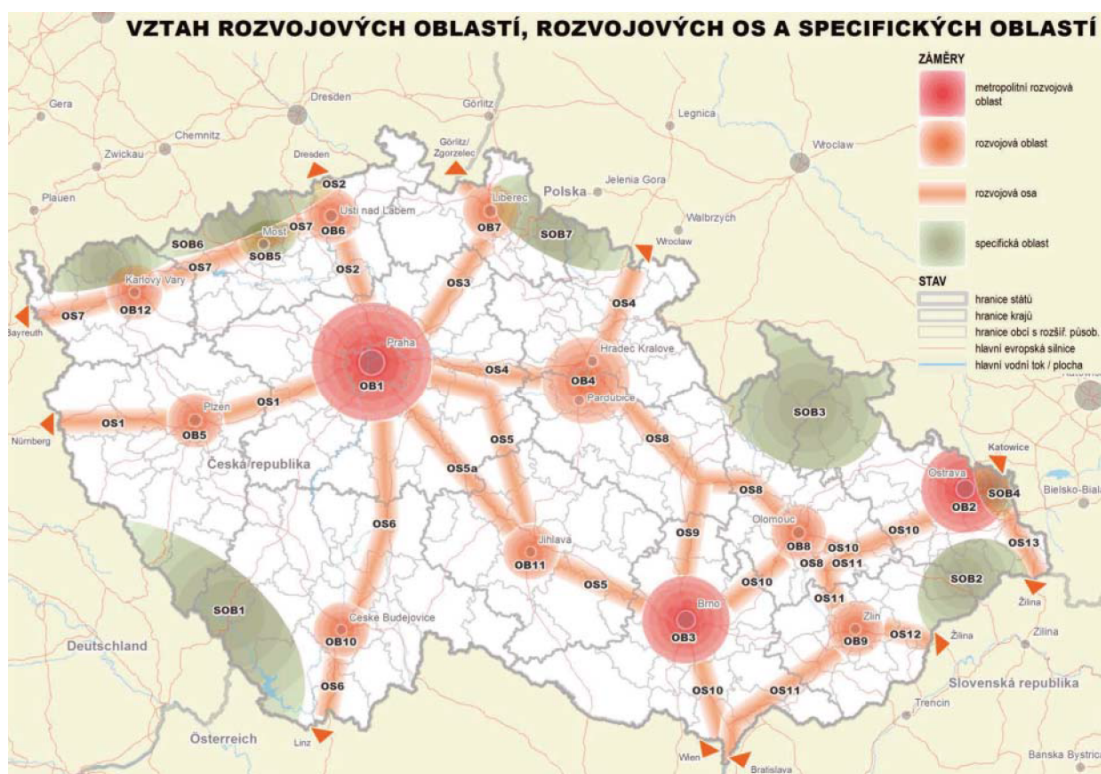 VZTAH ROZVOJOVÝCH OBLASTÍ, ROZVOJOVÝCH OS A SPECIFICKÝCH OBLASTÍ
ZÁMĚRY
metropolitní rozvojová
oblast
rozvojová oblast
rozvojová osa
specifická oblast
STAV
hranice států
hranice krajů
hranice obcí s rozšíř. působ.
hlavní evropská silnice
hlavní vodní tok / plocha
Gera
Dresden
Görlitz
Legnica
Chemnitz
Zwickau
Dresden
Görlitz/
Zgorzelec
Wroclaw
Plauen
OS2
Polska
Jelenia Gora
Liberec
OB7
Ústí nad Labem
OB6
OS7
Walbrzych
SOB6
Most
SOB5
SOB7
Wrocław
OS7
OS2
OS3
Karlovy Vary
OB12
OS4
OS7
Bayreuth
Praha
OB1
Hradec Kralove
OS4
OB4
Pardubice
OS1
OS1
Plzeň
OB5
Nürnberg
SOB3
OS8
OS5
Česká republika
OS5a
Katowice
Ostrava
OB2
SOB4
Bielsko-Biala
OS8
OS6
Olomouc
OB8
OS10
OS9
OS10
OS8
OS11
OS13
Jihlava
OB11
OS5
OS10
SOB2
OS11
Žilina
SOB1
Brno
OB3
Zlín
OB9
OS12
Žilina
Žilina
České Budejovice
OB10
Deutschland
OS6
OS10
OS11
Slovenská republika
Trencin
Österreich
Linz
Wien
Bratislava
Banska Bystrica